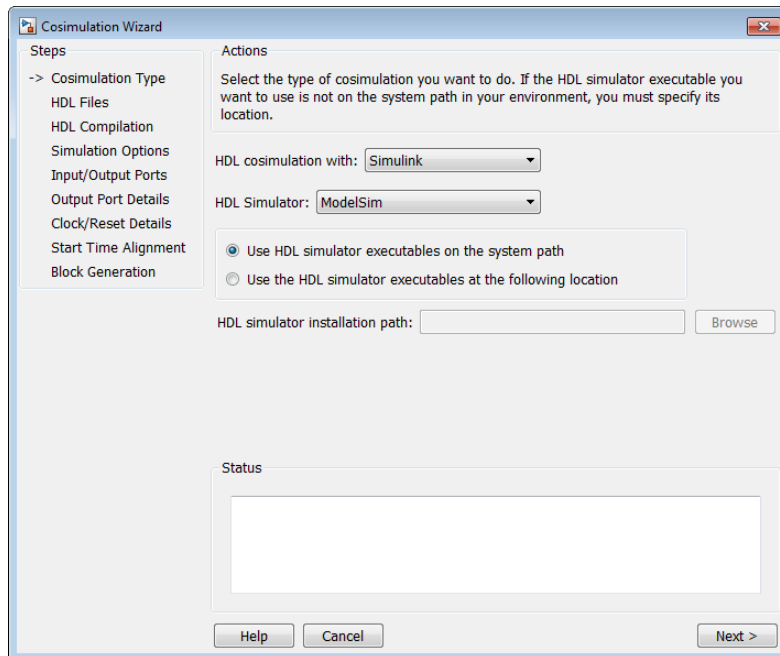 Cosimulation Wizard
Steps
-> Cosimulation Type
HDL Files
HDL Compilation
Simulation Options
Input/Output Ports
Output Port Details
Clock/Reset Details
Start Time Alignment
Block Generation
Actions
Select the type of cosimulation you want to do. If the HDL simulator executable you
want to use is not on the system path in your environment, you must specify its
location.
HDL cosimulation with: Simulink
HDL Simulator: ModelSim
Use HDL simulator executables on the system path
Use the HDL simulator executables at the following location
HDL simulator installation path: Browse
Status
Help Cancel Next >